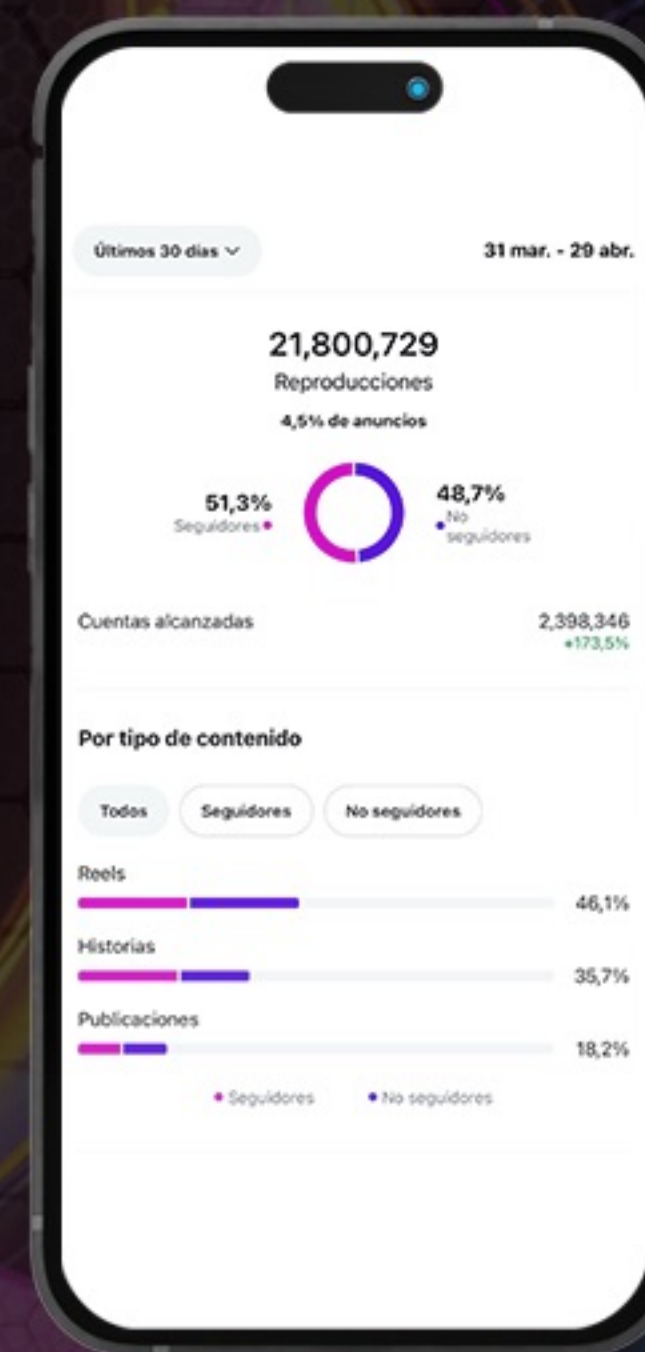 Últimos 30 días
31 mar. - 29 abr.
21,800,729
Reproducciones
4,5% de anuncios
51,3%
Seguidores
48,7%
No
seguidores
Cuentas alcanzadas
2,398,346
+173,5%
Por tipo de contenido
Todos
Seguidores
No seguidores
Reels
46,1%
Historias
35,7%
Publicaciones
18,2%
Seguidores
No seguidores